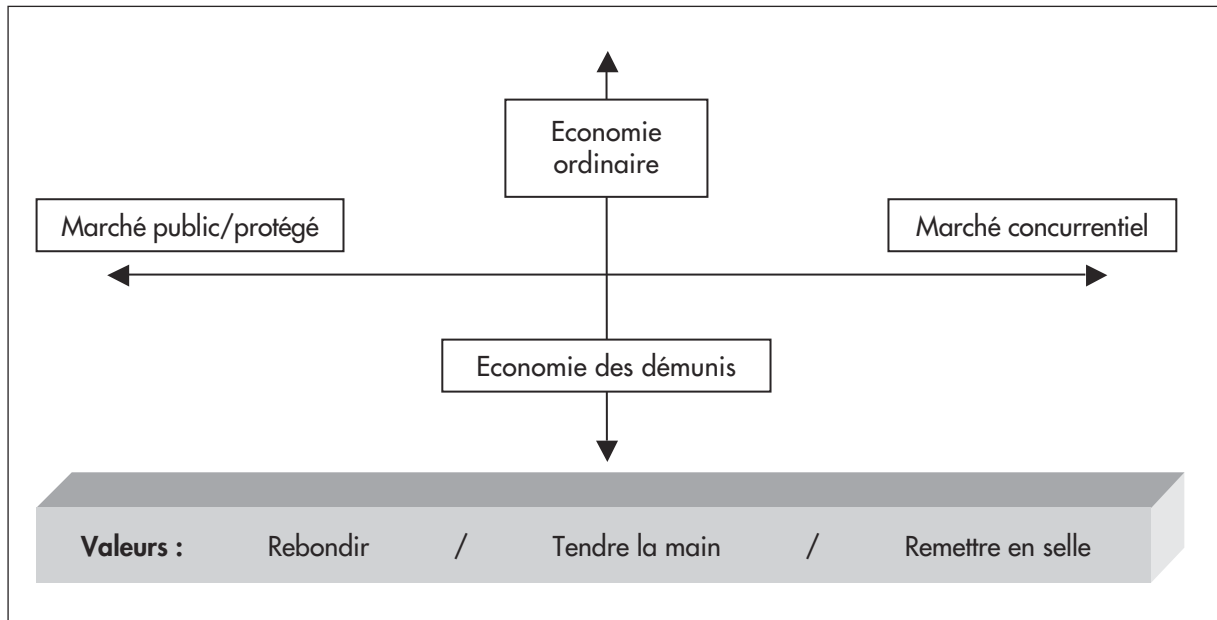 Economie
ordinaire
Marché public/protégé
Marché concurrentiel
Economie des démunis
Valeurs : Rebondir / Tendre la main / Remettre en selle